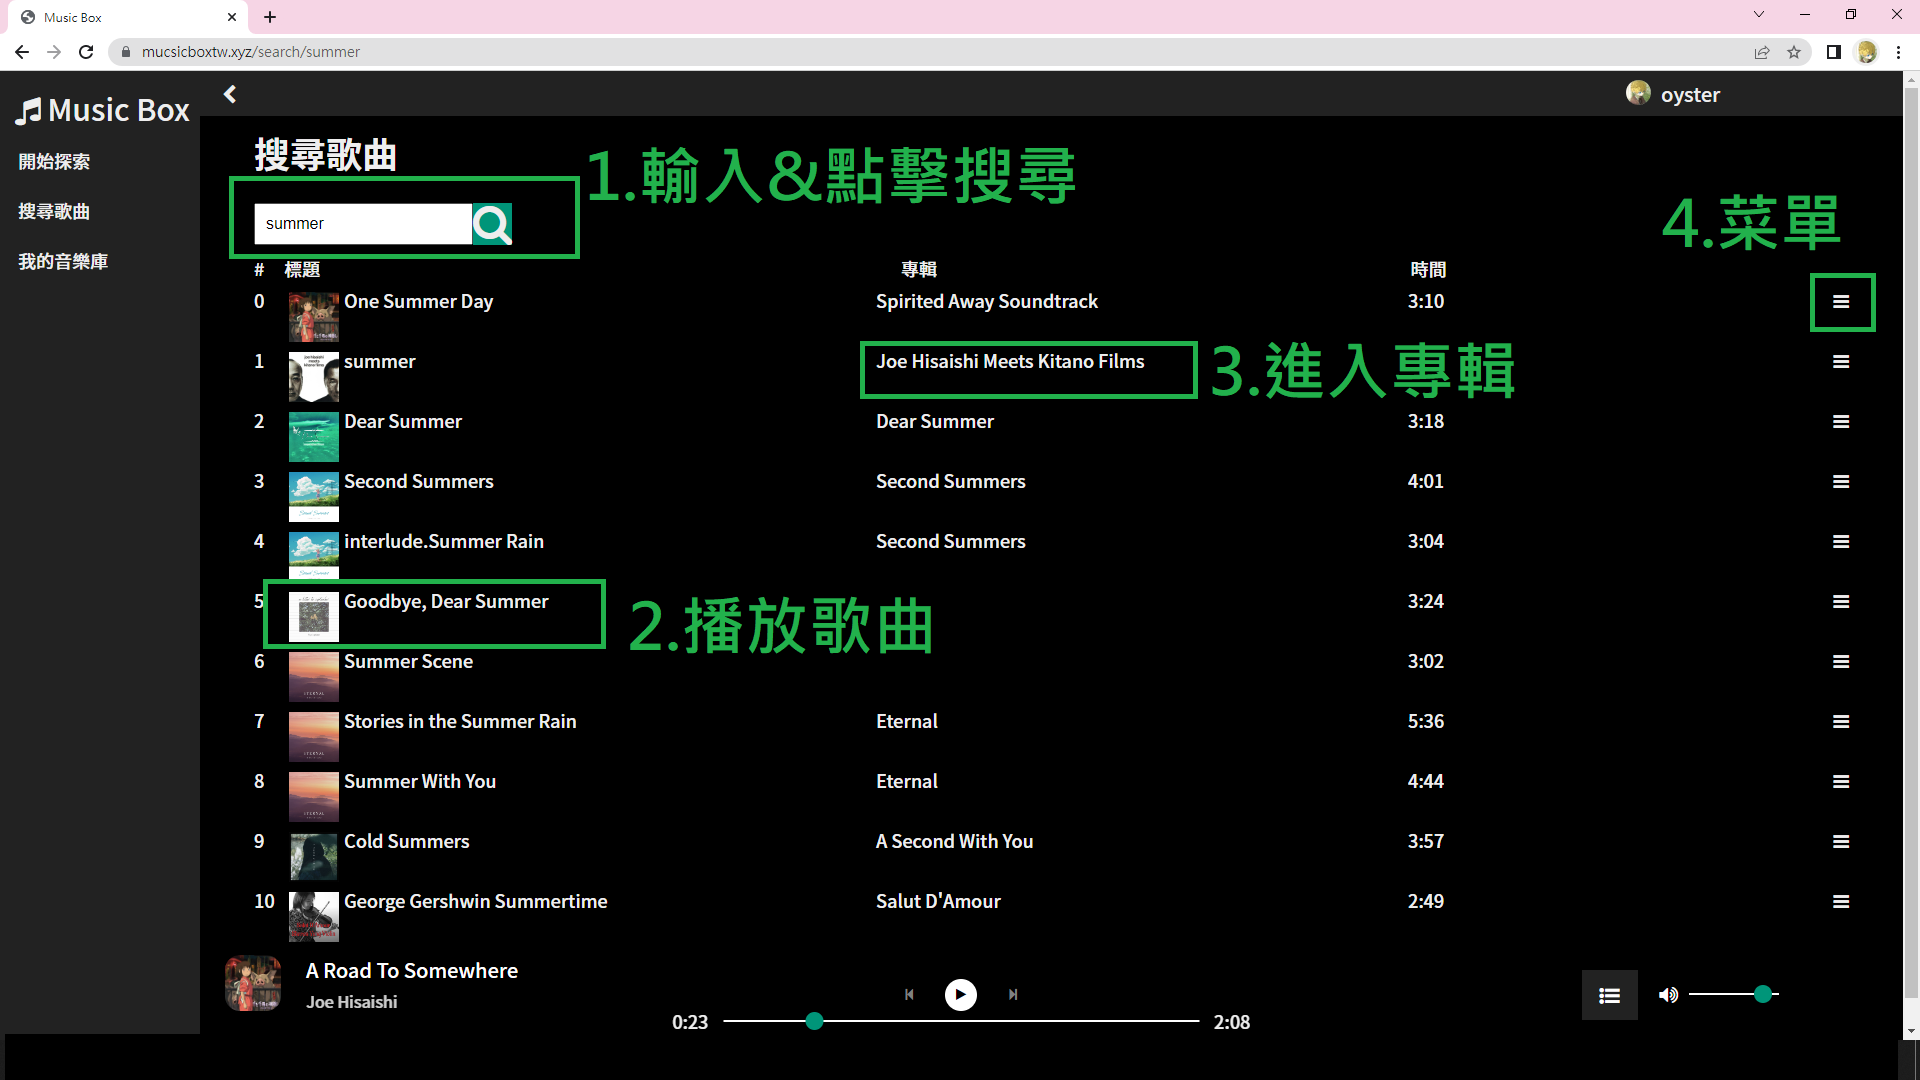 Music Box
mucsicboxtw.xyz/search/summer
Music Box
oyster
開始探索
搜尋歌曲
我的音樂庫
搜尋歌曲
1.輸入&點擊搜尋
summer
4.菜單
# 標題 專輯 時間
0 One Summer Day Spirited Away Soundtrack 3:10
1 summer Joe Hisaishi Meets Kitano Films
3.進入專輯
2 Dear Summer Dear Summer 3:18
3 Second Summers Second Summers 4:01
4 interlude.Summer Rain Second Summers 3:04
5 Goodbye, Dear Summer 3:24
2.播放歌曲
6 Summer Scene 3:02
7 Stories in the Summer Rain Eternal 5:36
8 Summer With You Eternal 4:44
9 Cold Summers A Second With You 3:57
10 George Gershwin Summertime Salut D'Amour 2:49
A Road To Somewhere
Joe Hisaishi
0:23 2:08